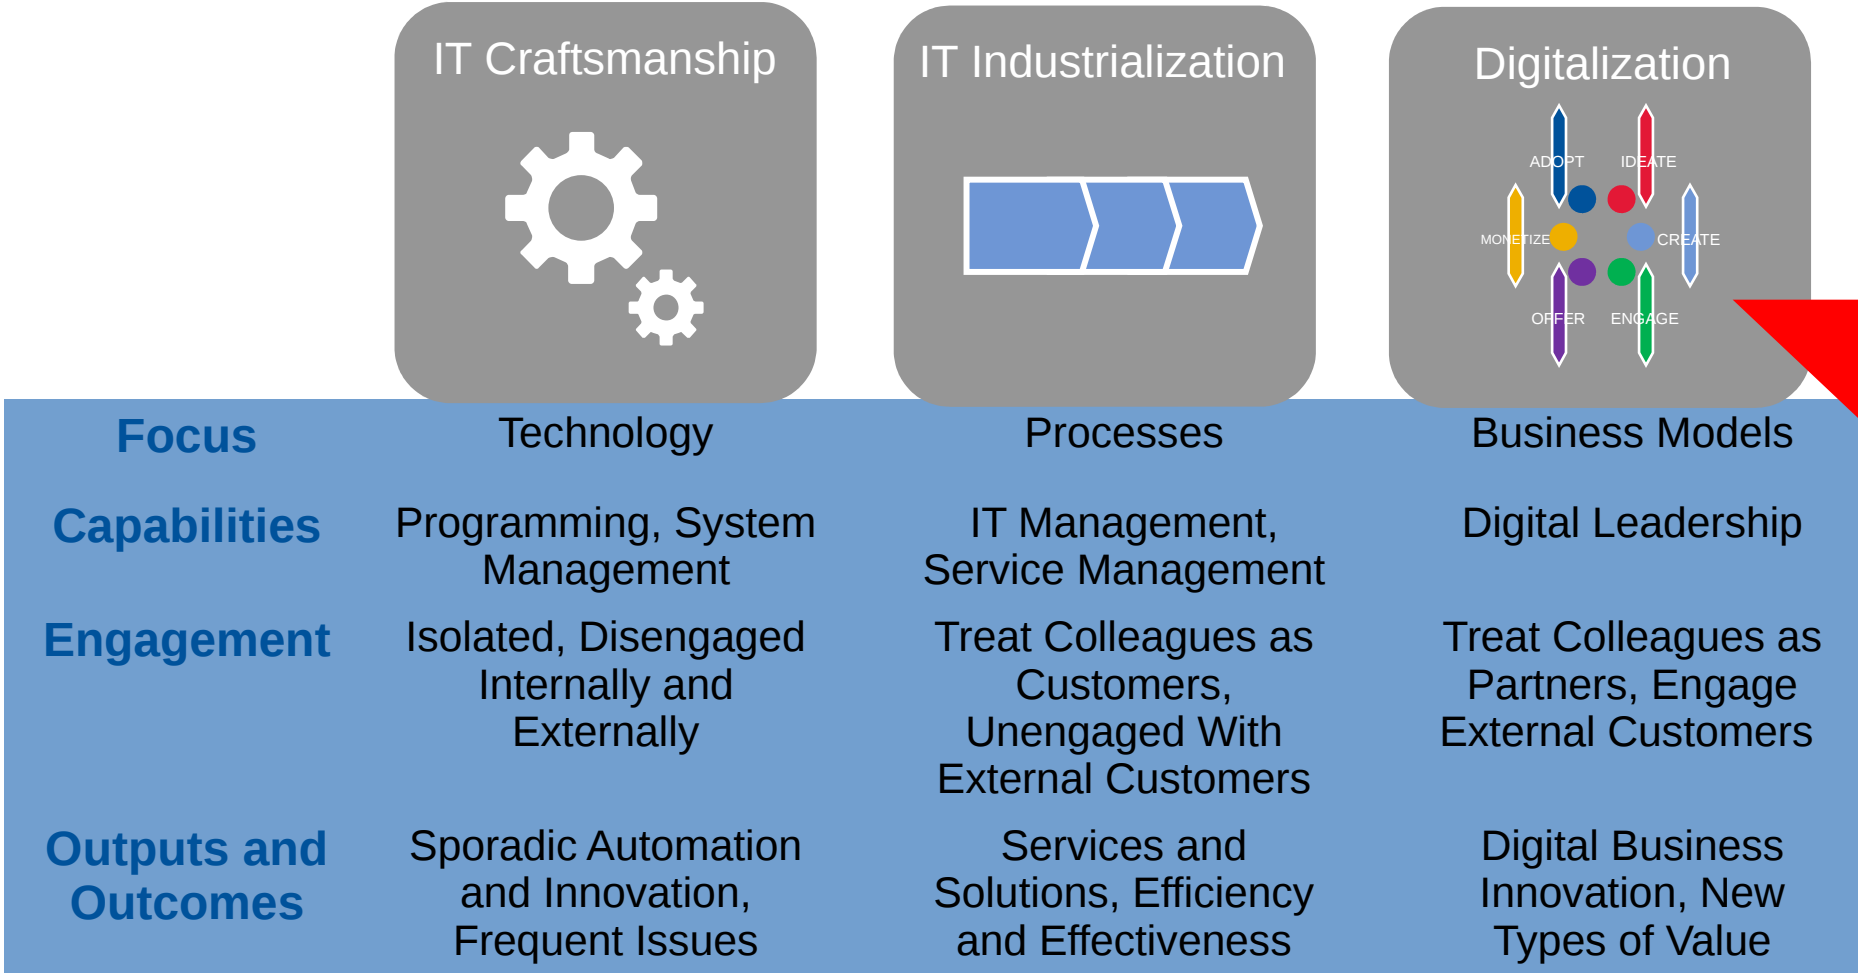 IT Craftsmanship
IT Industrialization
Digitalization
ADOPT
IDEATE
MONETIZE
CREATE
OFFER
ENGAGE
Focus
Technology
Processes
Business Models
Capabilities
Programming, System
Management
IT Management,
Service Management
Digital Leadership
Engagement
Isolated, Disengaged
Internally and
Externally
Treat Colleagues as
Customers,
Unengaged With
External Customers
Treat Colleagues as
Partners, Engage
External Customers
Outputs and
Outcomes
Sporadic Automation
and Innovation,
Frequent Issues
Services and
Solutions, Efficiency
and Effectiveness
Digital Business
Innovation, New
Types of Value